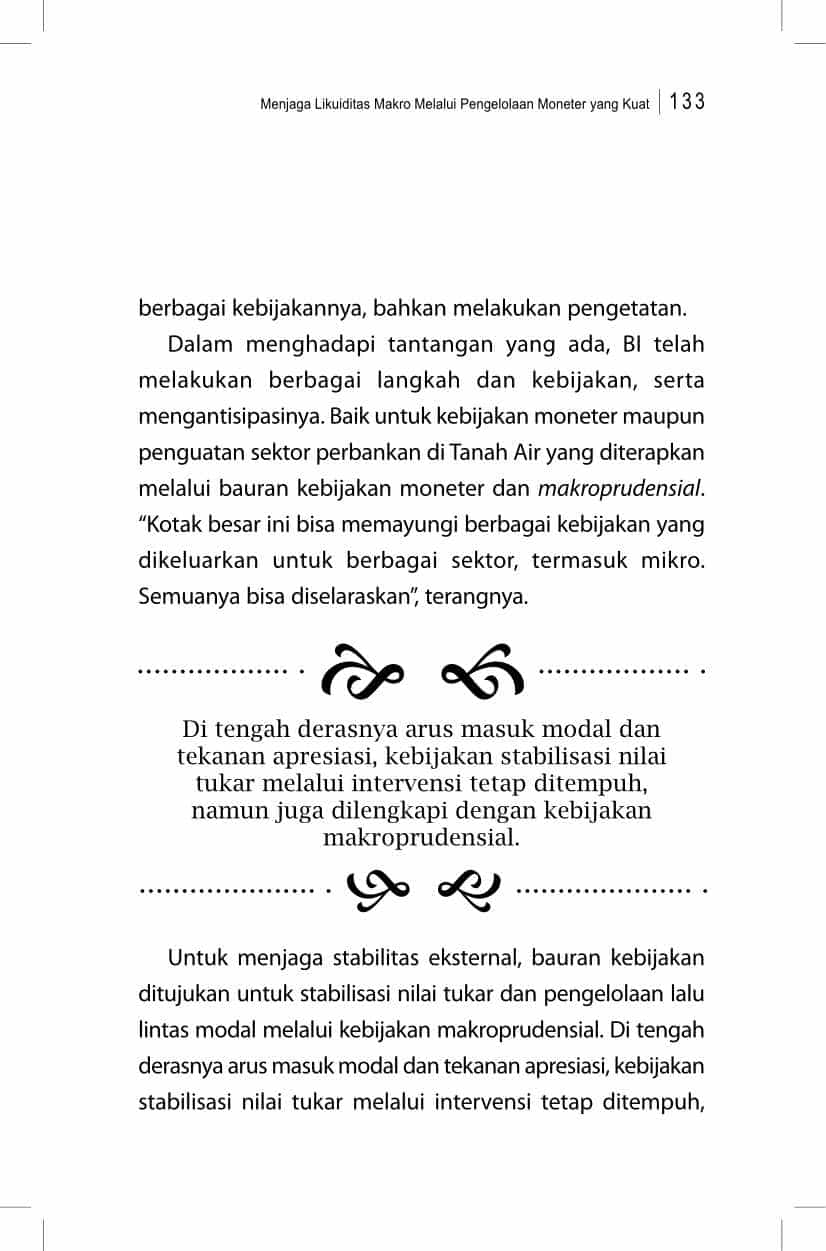 Menjaga Likuiditas Makro Melalui Pengelolaan Moneter yang Kuat | 133
berbagai kebijakannya, bahkan melakukan pengetatan.
Dalam menghadapi tantangan yang ada, BI telah
melakukan berbagai langkah dan kebijakan, serta
mengantisipasinya. Baik untuk kebijakan moneter maupun
penguatan sektor perbankan di Tanah Air yang diterapkan
melalui bauran kebijakan moneter dan makroprudensial.
“Kotak besar ini bisa memayungi berbagai kebijakan yang
dikeluarkan untuk berbagai sektor, termasuk mikro.
Semuanya bisa diselaraskan”, terangnya.
Di tengah derasnya arus masuk modal dan
tekanan apresiasi, kebijakan stabilisasi nilai
tukar melalui intervensi tetap ditempuh,
namun juga dilengkapi dengan kebijakan
makroprudensial.
Untuk menjaga stabilitas eksternal, bauran kebijakan
ditujukan untuk stabilisasi nilai tukar dan pengelolaan lalu
lintas modal melalui kebijakan makroprudensial. Di tengah
derasnya arus masuk modal dan tekanan apresiasi, kebijakan
stabilisasi nilai tukar melalui intervensi tetap ditempuh,